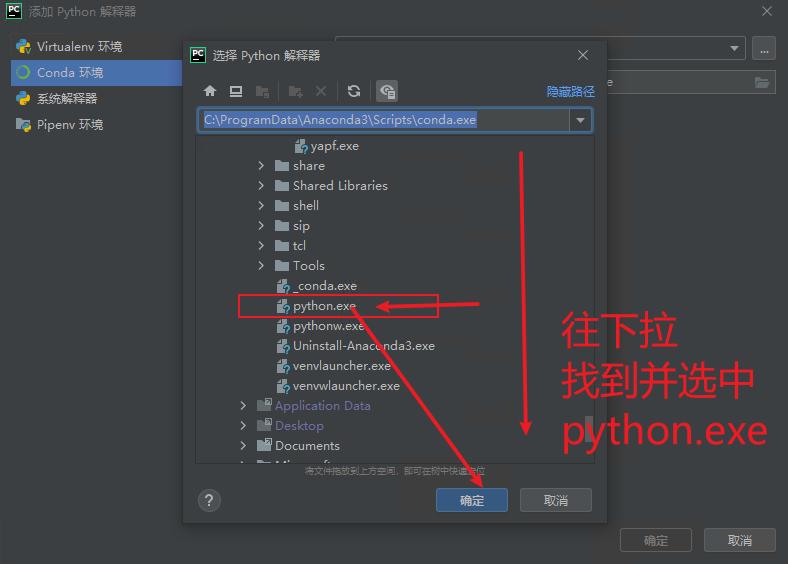 PC 添加 Python 解释器
Virtualenv 环境
Conda 环境
系统解释器
Pipenv 环境
...
e
PC 选择 Python 解释器
隐藏路径
C:\ProgramData\Anaconda3\Scripts\conda.exe
yapf.exe
share
Shared Libraries
shell
sip
tcl
Tools
_conda.exe
python.exe
pythonw.exe
Uninstall-Anaconda3.exe
venvlauncher.exe
venvwlauncher.exe
Application Data
Desktop
Documents
将文件拖放到上方空间，即可在树中快速定位
?
确定
取消
往下拉
找到并选中
python.exe
确定
取消